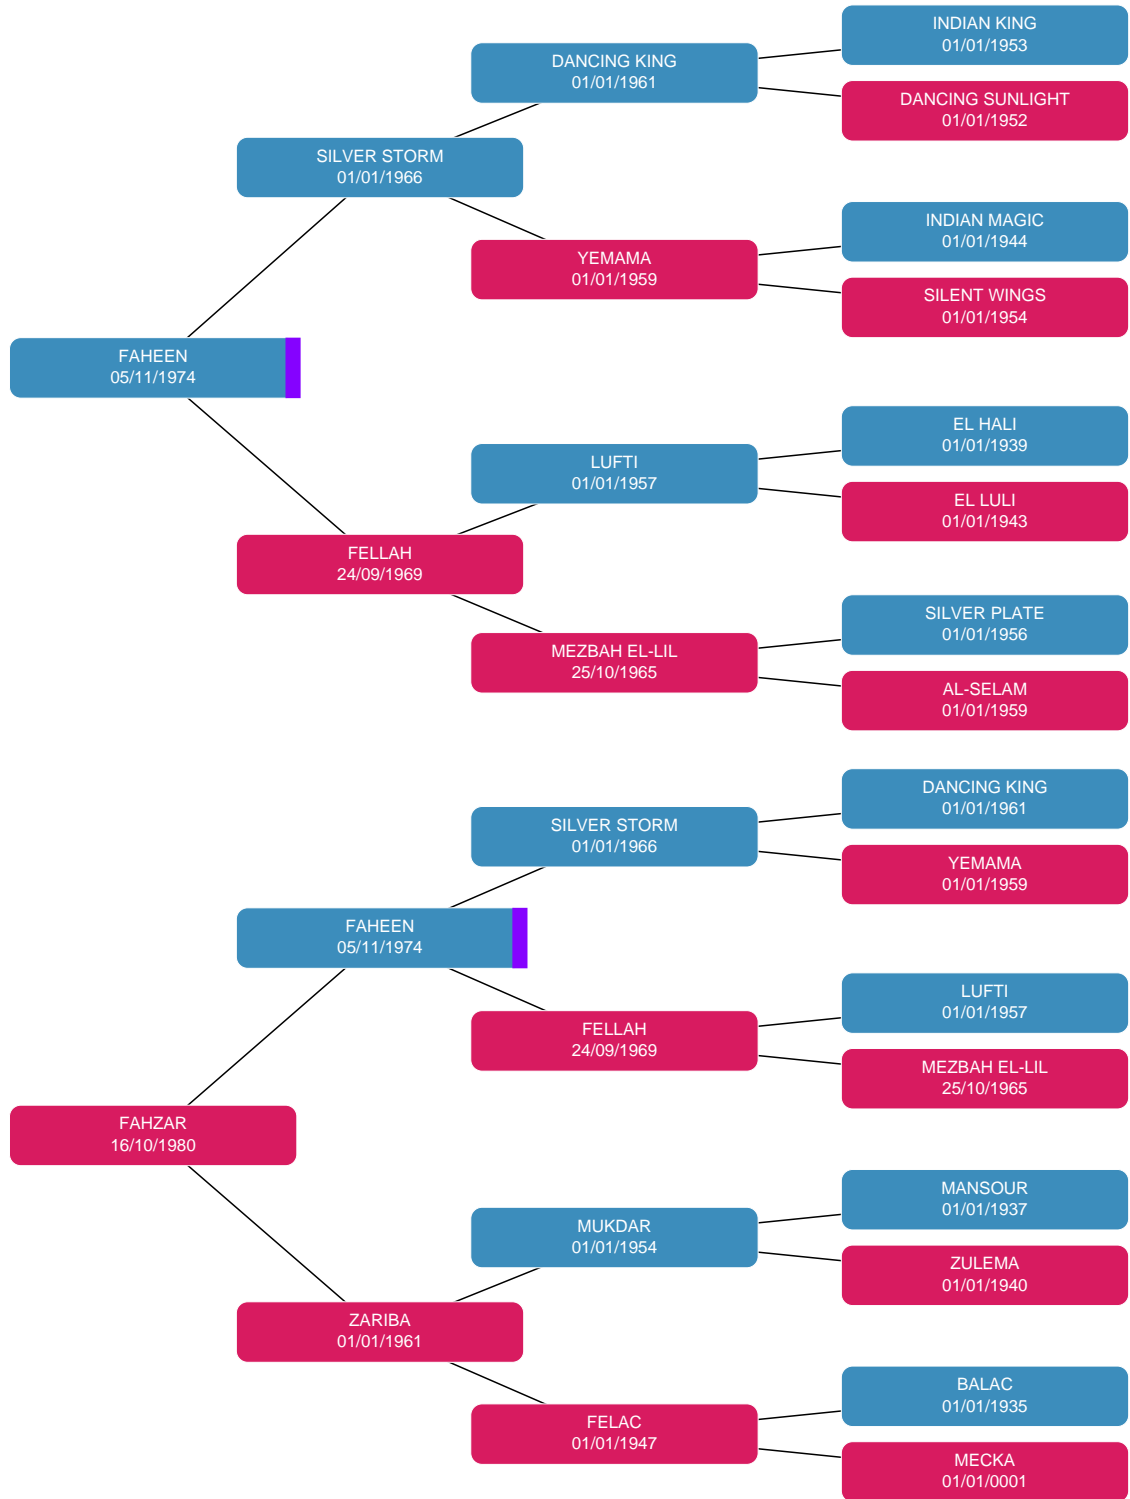 INDIAN KING
01/01/1953
DANCING KING
01/01/1961
DANCING SUNLIGHT
01/01/1952
SILVER STORM
01/01/1966
INDIAN MAGIC
01/01/1944
YEMAMA
01/01/1959
SILENT WINGS
01/01/1954
FAHEEN
05/11/1974
EL HALI
01/01/1939
LUFTI
01/01/1957
EL LULI
01/01/1943
FELLAH
24/09/1969
SILVER PLATE
01/01/1956
MEZBAH EL-LIL
25/10/1965
AL-SELAM
01/01/1959
DANCING KING
01/01/1961
SILVER STORM
01/01/1966
YEMAMA
01/01/1959
FAHEEN
05/11/1974
LUFTI
01/01/1957
FELLAH
24/09/1969
MEZBAH EL-LIL
25/10/1965
FAHZAR
16/10/1980
MANSOUR
01/01/1937
MUKDAR
01/01/1954
ZULEMA
01/01/1940
ZARIBA
01/01/1961
BALAC
01/01/1935
FELAC
01/01/1947
MECKA
01/01/0001